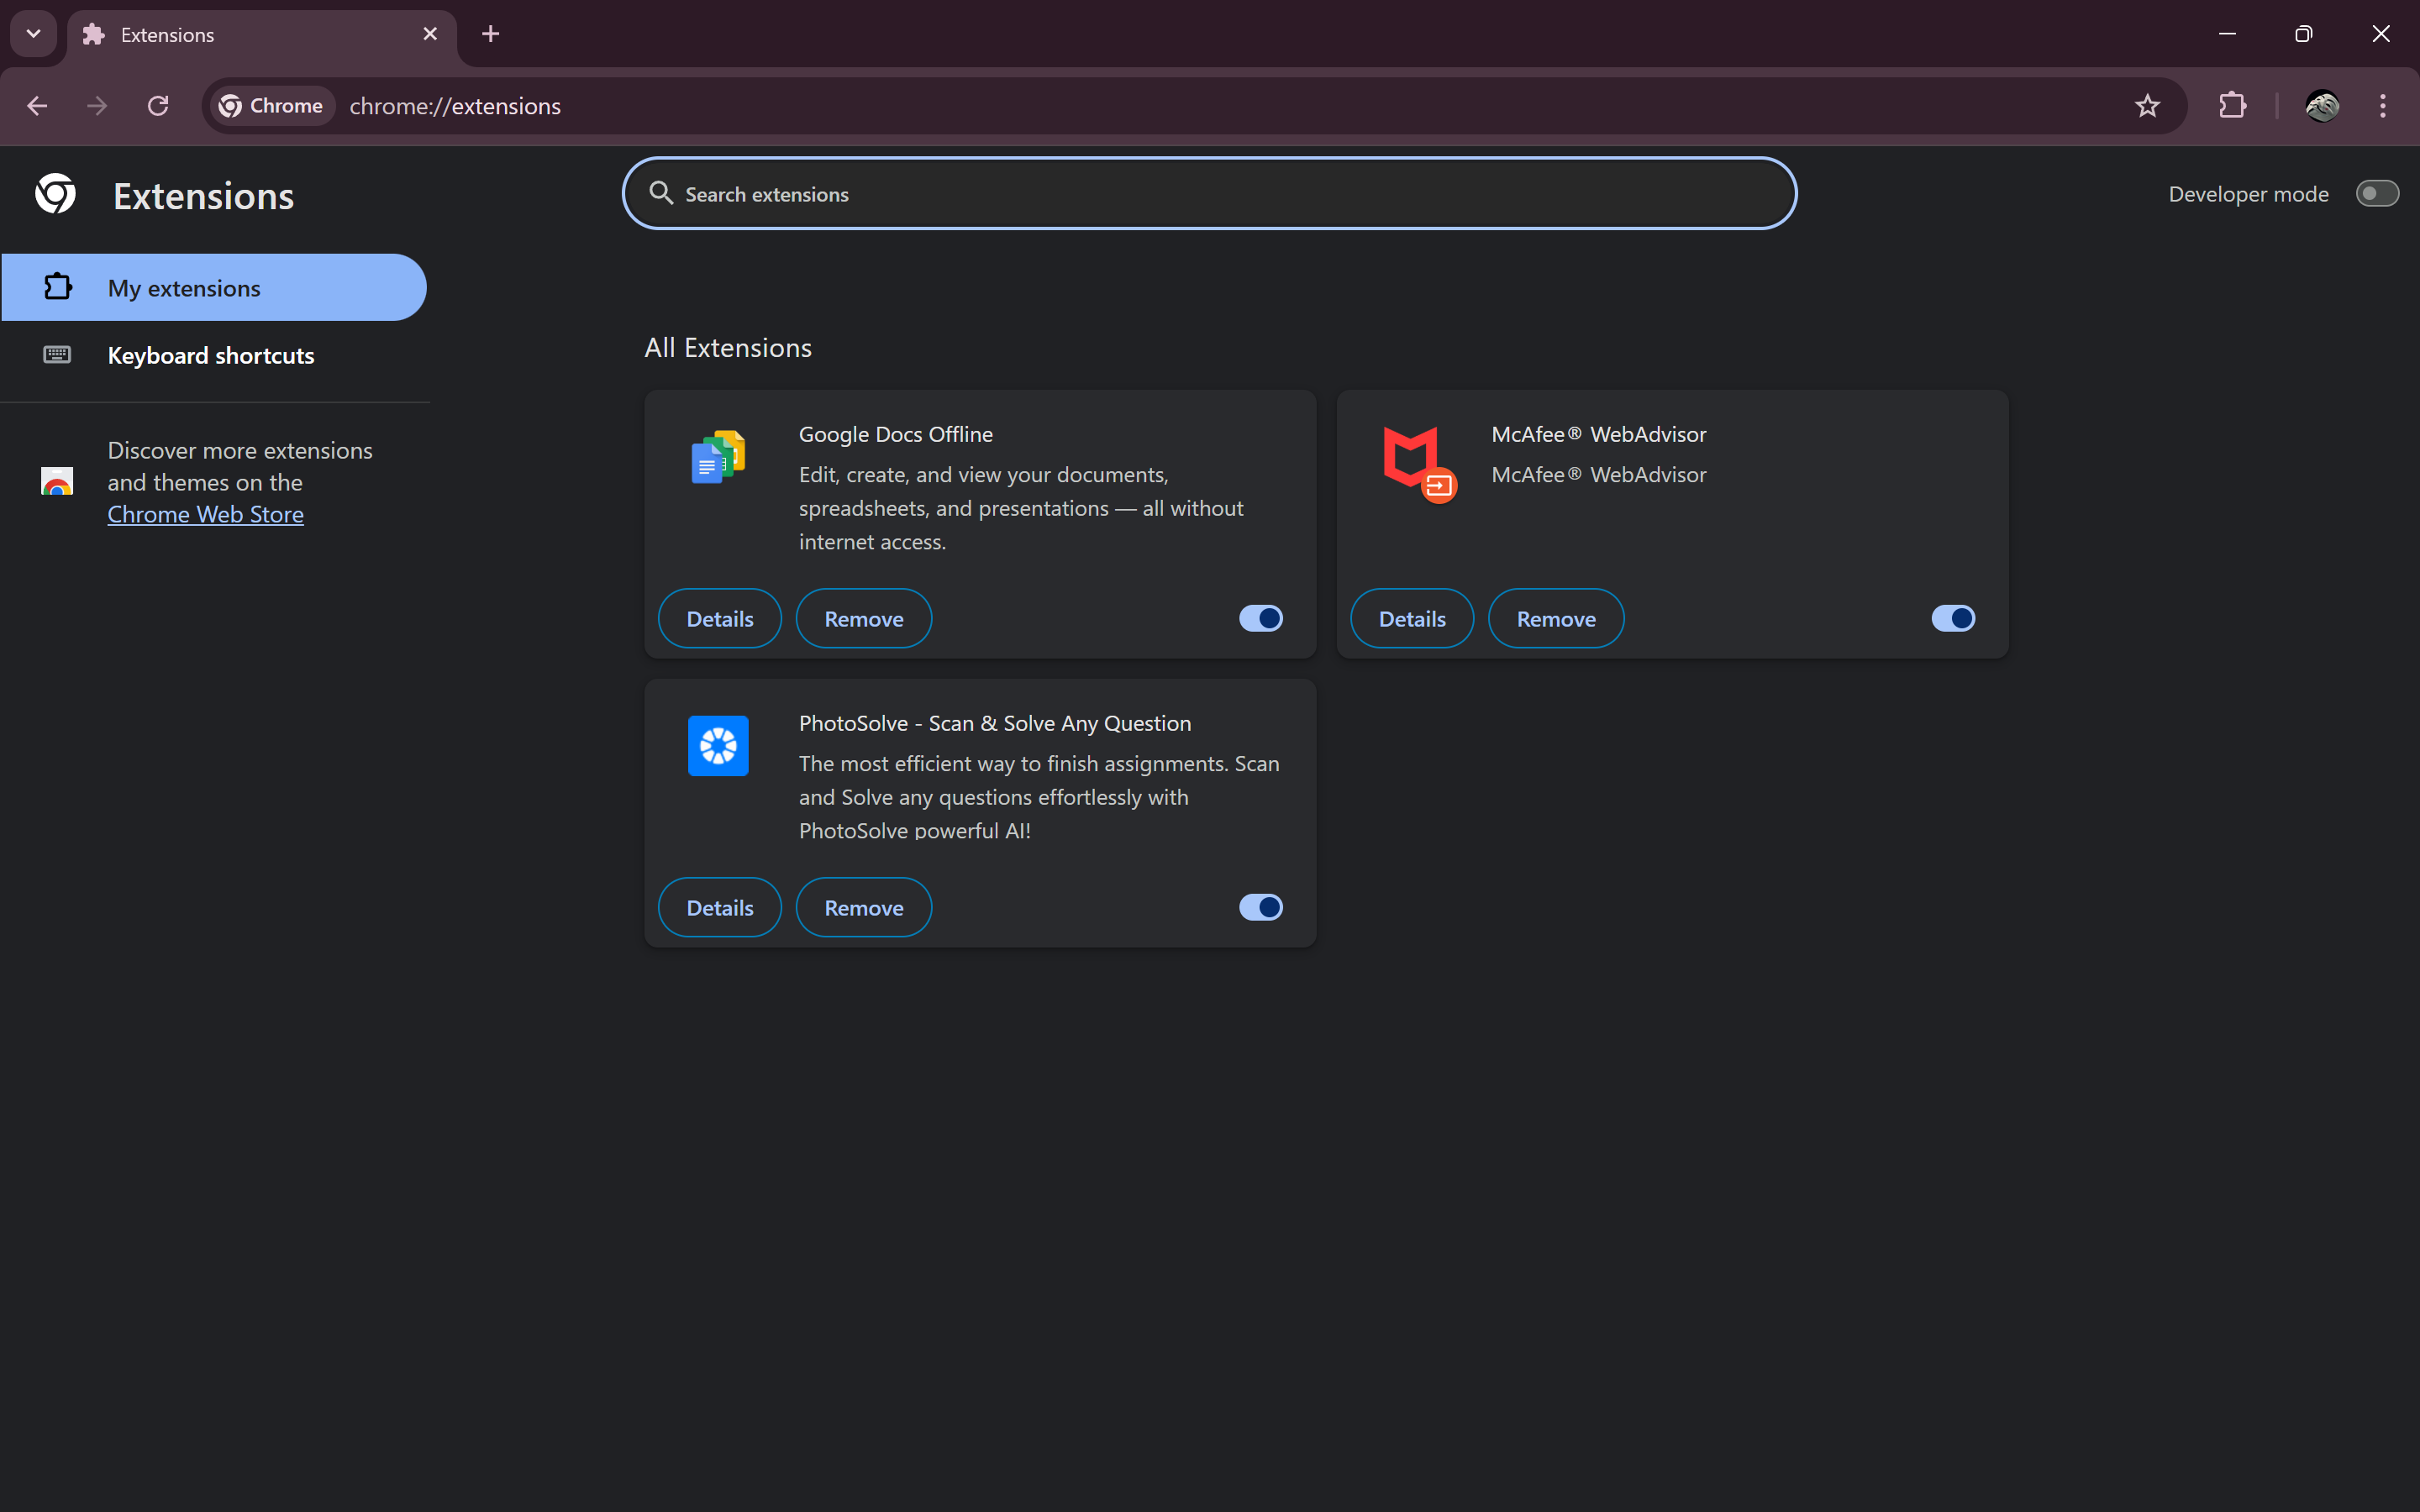 Extensions
Chrome
chrome://extensions
Extensions
Search extensions
Developer mode
My extensions
Keyboard shortcuts
Discover more extensions
and themes on the
Chrome Web Store
All Extensions
Google Docs Offline
Edit, create, and view your documents,
spreadsheets, and presentations — all without
internet access.
Details
Remove
McAfee® WebAdvisor
McAfee® WebAdvisor
Details
Remove
PhotoSolve - Scan & Solve Any Question
The most efficient way to finish assignments. Scan
and Solve any questions effortlessly with
PhotoSolve powerful AI!
Details
Remove